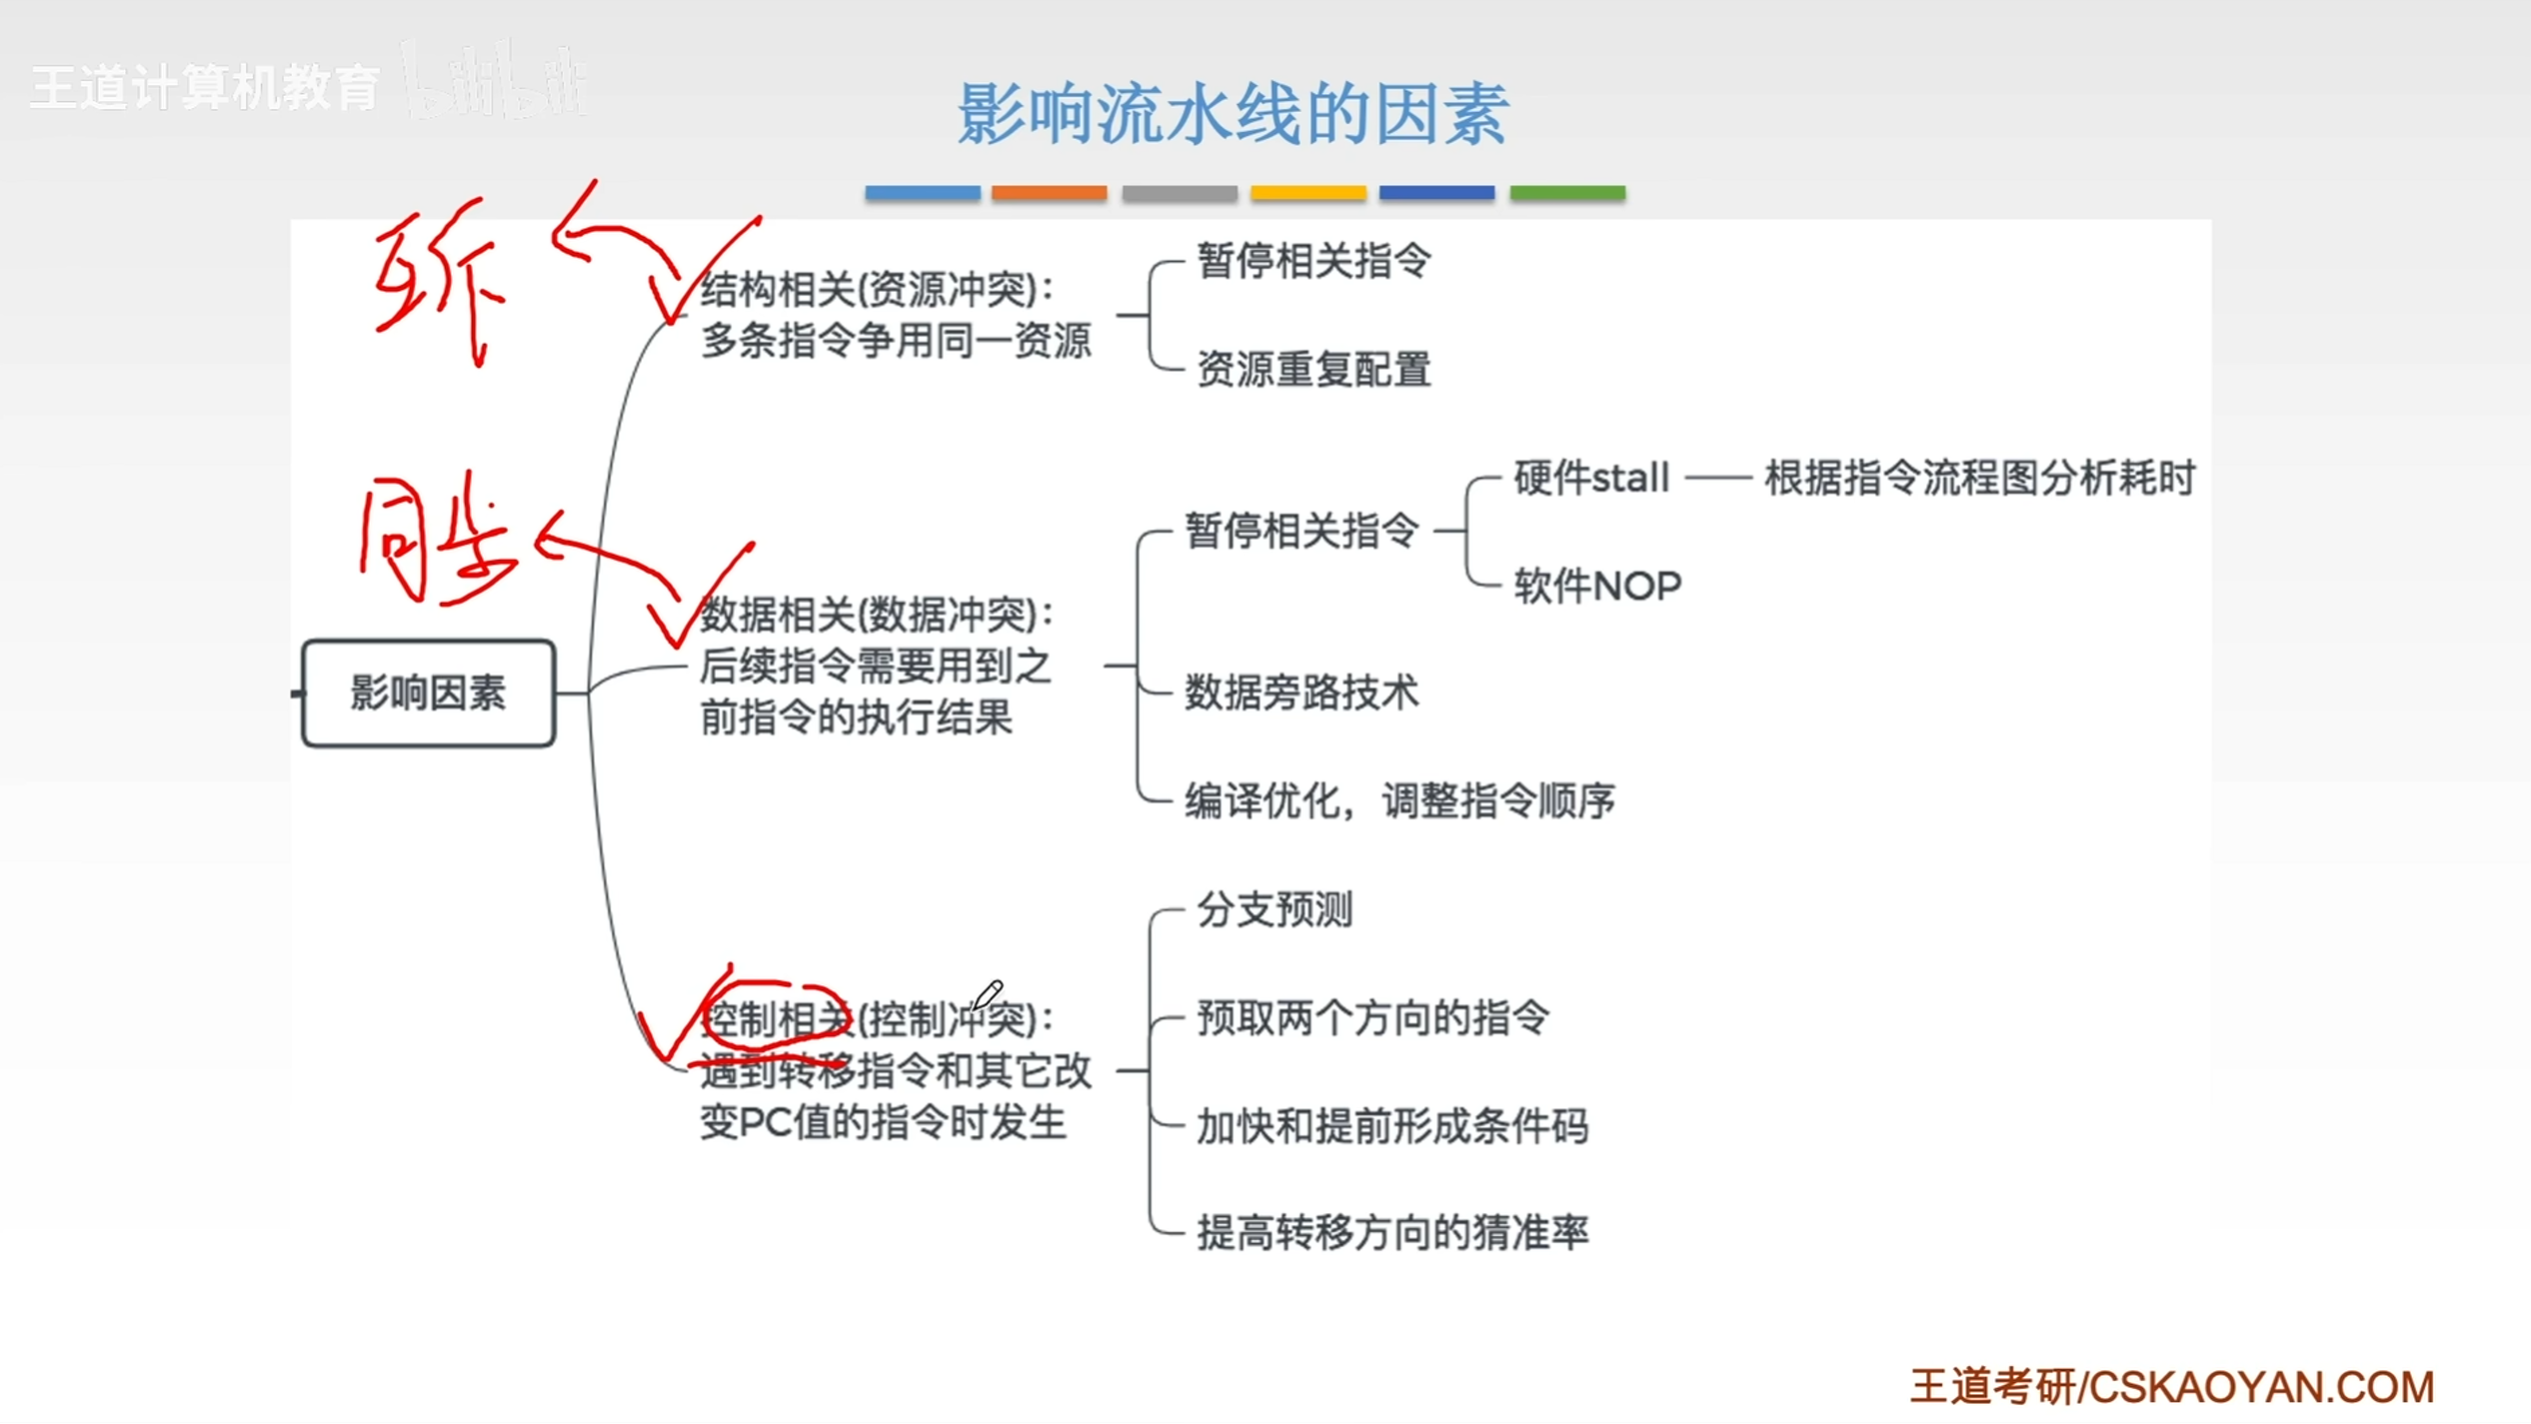 王道计算机教育 bilibili
影响流水线的因素
互斥
结构相关(资源冲突)：
多条指令争用同一资源
暂停相关指令
资源重复配置
同步
数据相关(数据冲突)：
后续指令需要用到之
前指令的执行结果
暂停相关指令
硬件stall
根据指令流程图分析耗时
软件NOP
数据旁路技术
编译优化，调整指令顺序
影响因素
控制相关(控制冲突)：
遇到转移指令和其它改
变PC值的指令时发生
分支预测
预取两个方向的指令
加快和提前形成条件码
提高转移方向的猜准率
王道考研/CSKAOYAN.COM